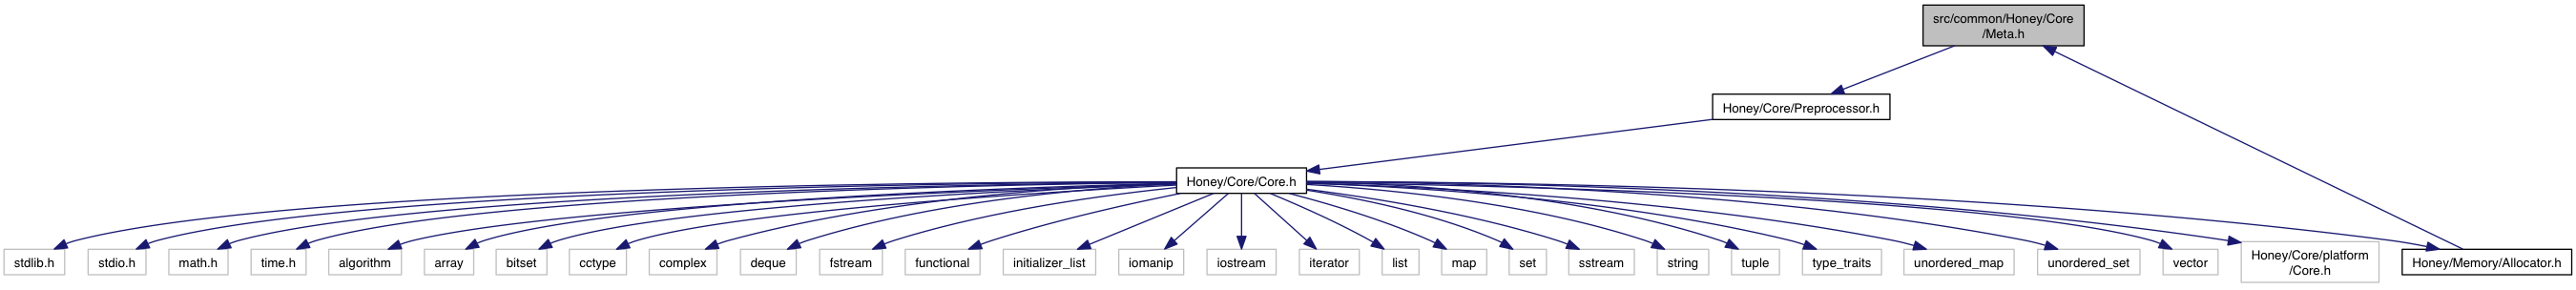 src/common/Honey/Core
/Meta.h
Honey/Core/Preprocessor.h
Honey/Core/Core.h
stdlib.h
stdio.h
math.h
time.h
algorithm
array
bitset
cctype
complex
deque
fstream
functional
initializer_list
iomanip
iostream
iterator
list
map
set
sstream
string
tuple
type_traits
unordered_map
unordered_set
vector
Honey/Core/platform
/Core.h
Honey/Memory/Allocator.h